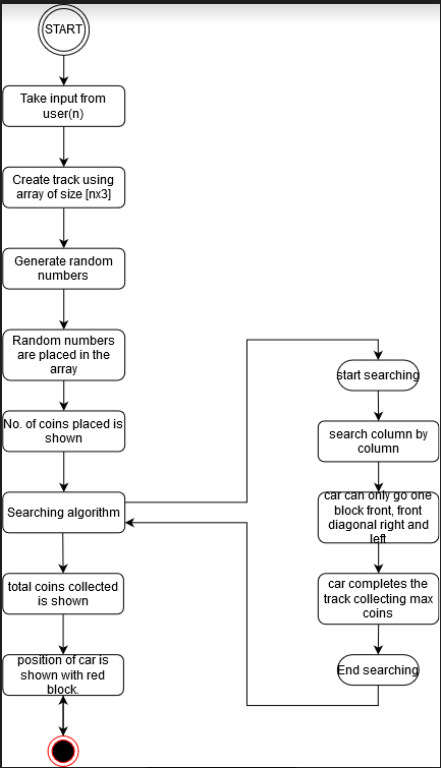 START
Take input from
user(n)
Create track using
array of size [nx3]
Generate random
numbers
Random numbers
are placed in the
array
No. of coins placed is
shown
Searching algorithm
total coins collected
is shown
position of car is
shown with red
block.
start searching
search column by
column
car can only go one
block front, front
diagonal right and
left
car completes the
track collecting max
coins
End searching